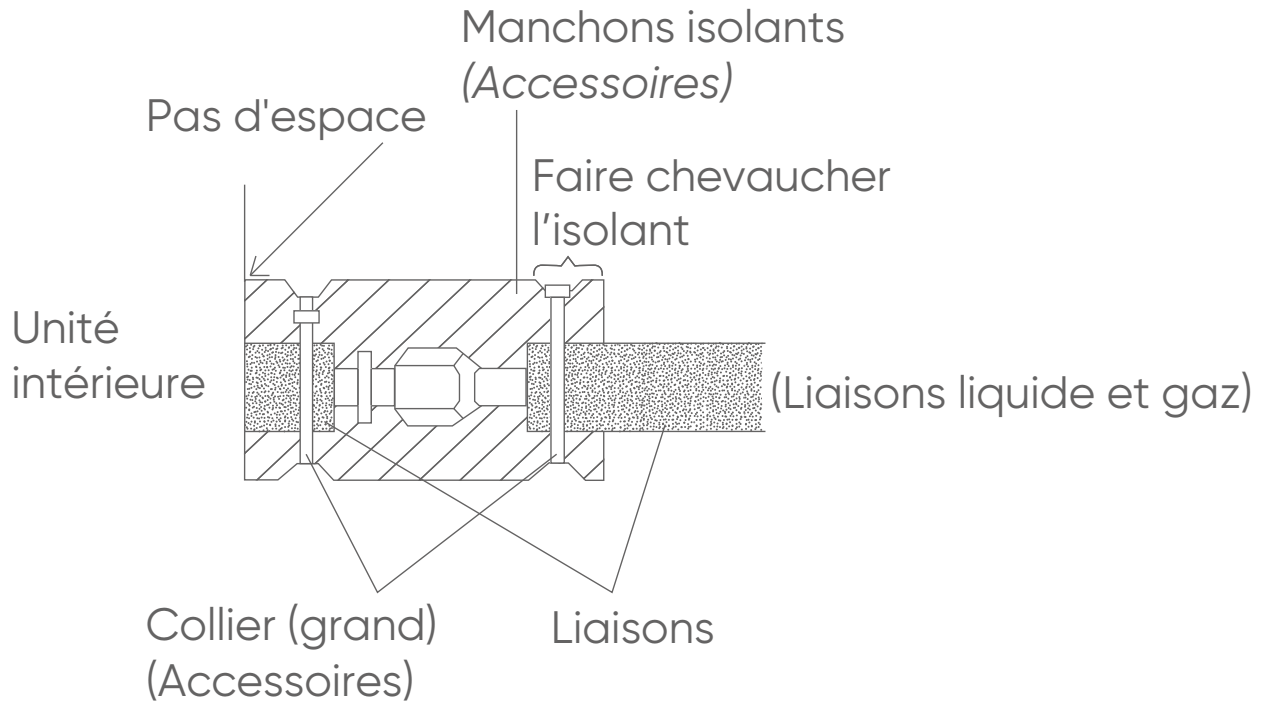 Manchons isolants
(Accessoires)
Pas d'espace
Faire chevaucher
l’isolant
Unité
intérieure
(Liaisons liquide et gaz)
Collier (grand)
(Accessoires)
Liaisons